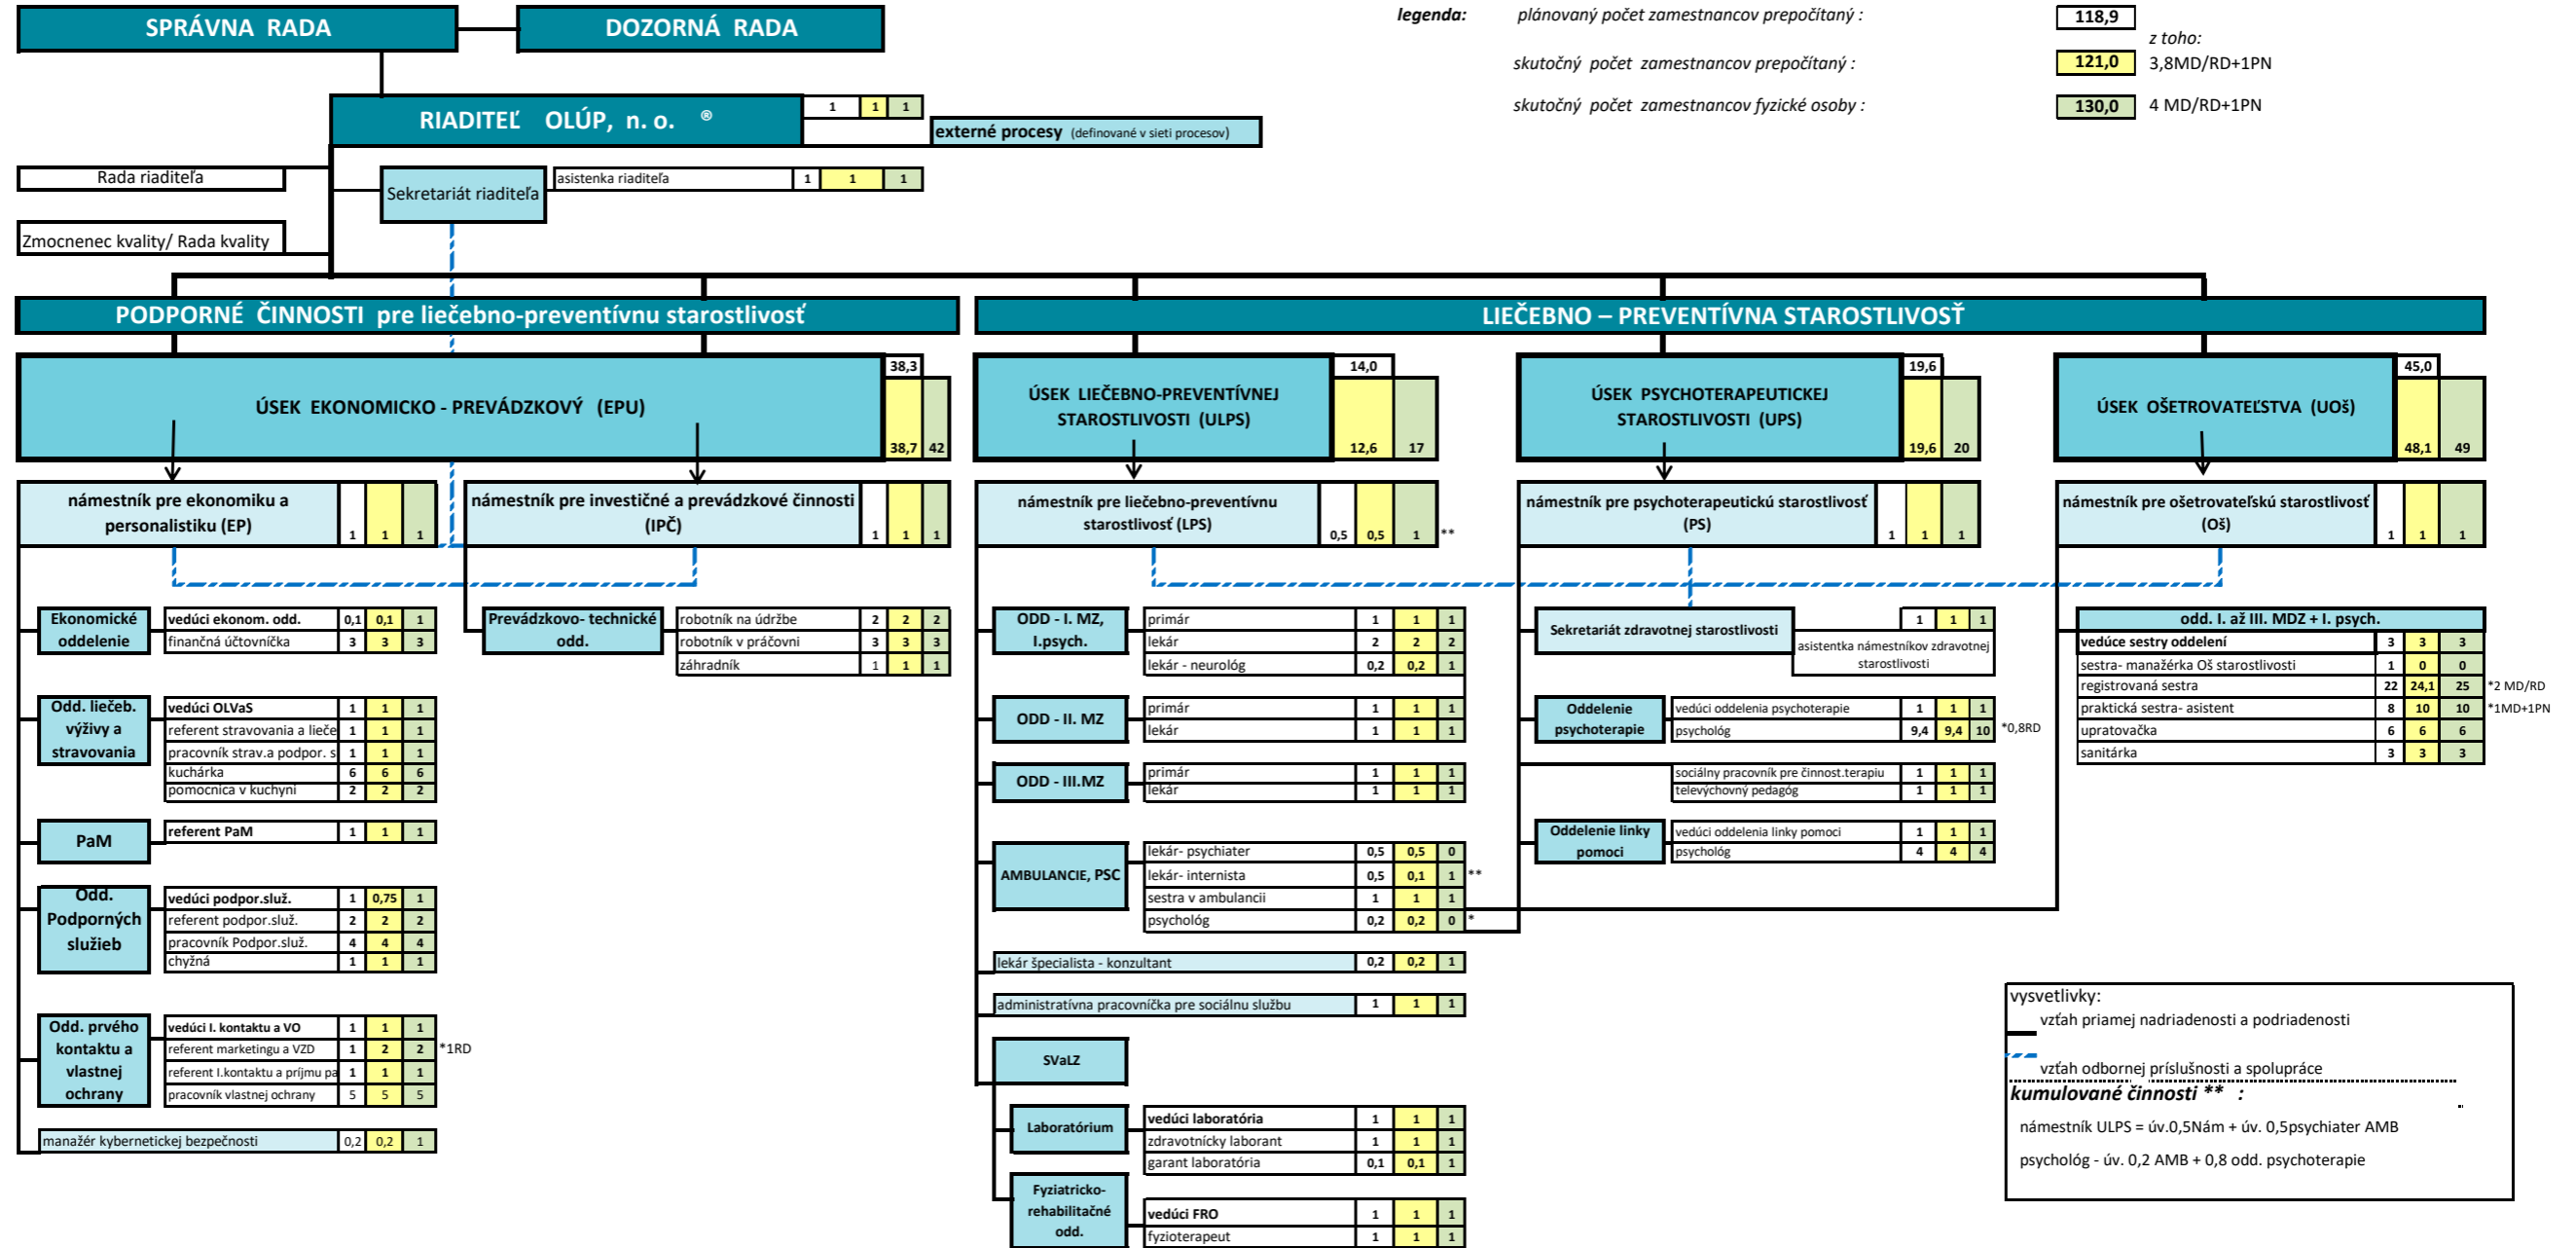 SPRÁVNA RADA
DOZORNÁ RADA
legenda: plánovaný počet zamestnancov prepočítaný : 118,9
z toho:
skutočný počet zamestnancov prepočítaný : 121,0 3,8MD/RD+1PN
skutočný počet zamestnancov fyzické osoby : 130,0 4 MD/RD+1PN
RIADITEĽ OLÚP, n. o. ® 1 1 1
externé procesy (definované v sieti procesov)
Rada riaditeľa
Sekretariát riaditeľa
asistenka riaditeľa 1 1 1
Zmocnenec kvality/ Rada kvality
PODPORNÉ ČINNOSTI pre liečebno-preventívnu starostlivosť
LIEČEBNO – PREVENTÍVNA STAROSTLIVOSŤ
ÚSEK EKONOMICKO - PREVÁDZKOVÝ (EPU)
38,3
38,7 42
ÚSEK LIEČEBNO-PREVENTÍVNEJ
STAROSTLIVOSTI (ULPS)
14,0
12,6 17
ÚSEK PSYCHOTERAPEUTICKEJ
STAROSTLIVOSTI (UPS)
19,6
19,6 20
ÚSEK OŠETROVATEĽSTVA (UOš)
45,0
48,1 49
námestník pre ekonomiku a
personalistiku (EP) 1 1 1
námestník pre investičné a prevádzkové činnosti
(IPČ) 1 1 1
námestník pre liečebno-preventívnu
starostlivosť (LPS) 0,5 0,5 1 **
námestník pre psychoterapeutickú starostlivosť
(PS) 1 1 1
námestník pre ošetrovateľskú starostlivosť
(Oš) 1 1 1
Ekonomické
oddelenie
vedúci ekonom. odd. 0,1 0,1 1
finančná účtovníčka 3 3 3
Odd. liečeb.
výživy a
stravovania
vedúci OLVaS 1 1 1
referent stravovania a lieče 1 1 1
pracovník strav.a podpor. s 1 1 1
kuchárka 6 6 6
pomocnica v kuchyni 2 2 2
PaM
referent PaM 1 1 1
Odd.
Podporných
služieb
vedúci podpor.služ. 1 0,75 1
referent podpor.služ. 2 2 2
pracovník Podpor.služ. 4 4 4
chyžná 1 1 1
Odd. prvého
kontaktu a
vlastnej
ochrany
vedúci I. kontaktu a VO 1 1 1
referent marketingu a VZD 1 2 2 *1RD
referent I.kontaktu a príjmu pa 1 1 1
pracovník vlastnej ochrany 5 5 5
manažér kybernetickej bezpečnosti 0,2 0,2 1
Prevádzkovo- technické
odd.
robotník na údržbe 2 2 2
robotník v práčovni 3 3 3
záhradník 1 1 1
ODD - I. MZ,
I.psych.
primár 1 1 1
lekár 2 2 2
lekár - neurológ 0,2 0,2 1
ODD - II. MZ
primár 1 1 1
lekár 1 1 1
ODD - III.MZ
primár 1 1 1
lekár 1 1 1
AMBULANCIE, PSC
lekár- psychiater 0,5 0,5 0
lekár- internista 0,5 0,1 1 **
sestra v ambulancii 1 1 1
psychológ 0,2 0,2 0 *
lekár špecialista - konzultant 0,2 0,2 1
administratívna pracovníčka pre sociálnu službu 1 1 1
SVaLZ
Laboratórium
vedúci laboratória 1 1 1
zdravotnícky laborant 1 1 1
garant laboratória 0,1 0,1 1
Fyziatricko-
rehabilitačné
odd.
vedúci FRO 1 1 1
fyzioterapeut 1 1 1
Sekretariát zdravotnej starostlivosti
1 1 1
asistentka námestníkov zdravotnej
starostlivosti
Oddelenie
psychoterapie
vedúci oddelenia psychoterapie 1 1 1
psychológ 9,4 9,4 10 *0,8RD
sociálny pracovník pre činnost.terapiu 1 1 1
televýchovný pedagóg 1 1 1
Oddelenie linky
pomoci
vedúci oddelenia linky pomoci 1 1 1
psychológ 4 4 4
odd. I. až III. MDZ + I. psych.
vedúce sestry oddelení 3 3 3
sestra- manažérka Oš starostlivosti 1 0 0
registrovaná sestra 22 24,1 25 *2 MD/RD
praktická sestra- asistent 8 10 10 *1MD+1PN
upratovačka 6 6 6
sanitárka 3 3 3
vysvetlivky:
vzťah priamej nadriadenosti a podriadenosti
vzťah odbornej príslušnosti a spolupráce
kumulované činnosti ** :
námestník ULPS = úv.0,5Nám + úv. 0,5psychiater AMB
psychológ - úv. 0,2 AMB + 0,8 odd. psychoterapie